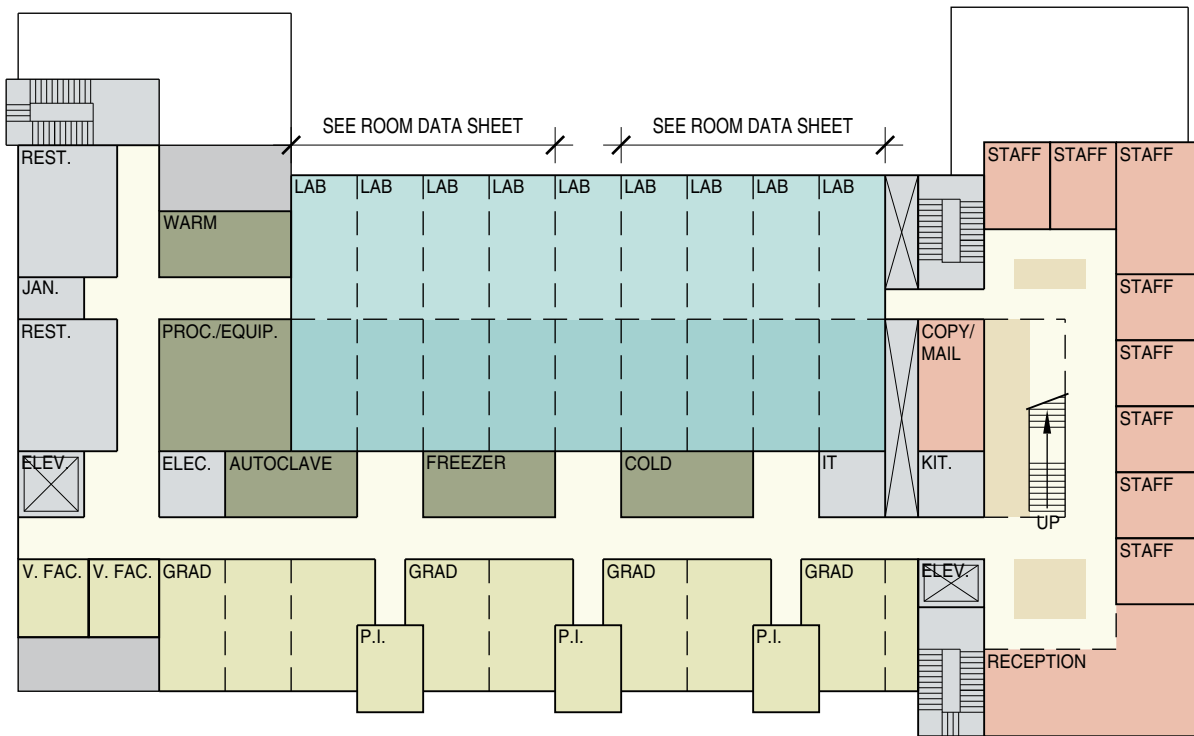 SEE ROOM DATA SHEET
SEE ROOM DATA SHEET
REST.
STAFF
STAFF
STAFF
LAB
LAB
LAB
LAB
LAB
LAB
LAB
LAB
LAB
WARM
JAN.
STAFF
REST.
PROC./EQUIP.
COPY/
MAIL
STAFF
STAFF
ELEV.
ELEC.
AUTOCLAVE
FREEZER
COLD
IT
KIT.
STAFF
UP
STAFF
V. FAC.
V. FAC.
GRAD
GRAD
GRAD
GRAD
ELEV.
P.I.
P.I.
P.I.
RECEPTION